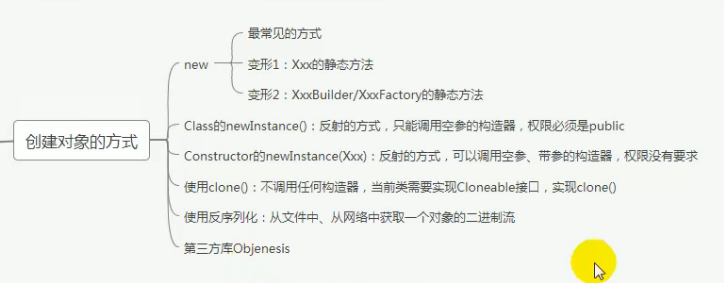 创建对象的方式
new
最常见的方式
变形1：Xxx的静态方法
变形2：XxxBuilder/XxxFactory的静态方法
Class的newInstance()：反射的方式，只能调用空参的构造器，权限必须是public
Constructor的newInstance(Xxx)：反射的方式，可以调用空参、带参的构造器，权限没有要求
使用clone()：不调用任何构造器，当前类需要实现Cloneable接口，实现clone()
使用反序列化：从文件中、从网络中获取一个对象的二进制流
第三方库Objenesis